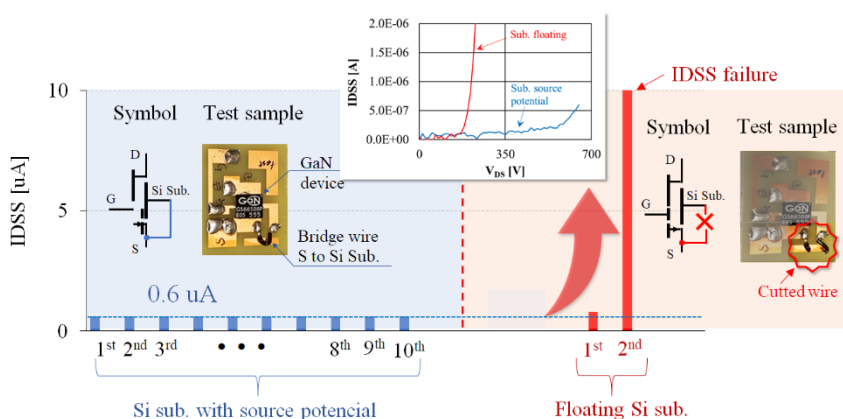 2.0E-06
1.5E-06
1.0E-06
5.0E-07
0.0E+00
IDSS [A]
Sub. floating
Sub. source
potential
0
350
700
V_DS [V]
IDSS failure
10
5
0
IDSS [uA]
Symbol
Test sample
D
Si Sub.
G
S
GaN
device
GaN
GS66508P
Bridge wire
S to Si Sub.
0.6 uA
1st
2nd
3rd
• • •
8th
9th
10th
Si sub. with source potencial
Symbol
Test sample
D
Si Sub.
G
S
Cutted wire
1st
2nd
Floating Si sub.